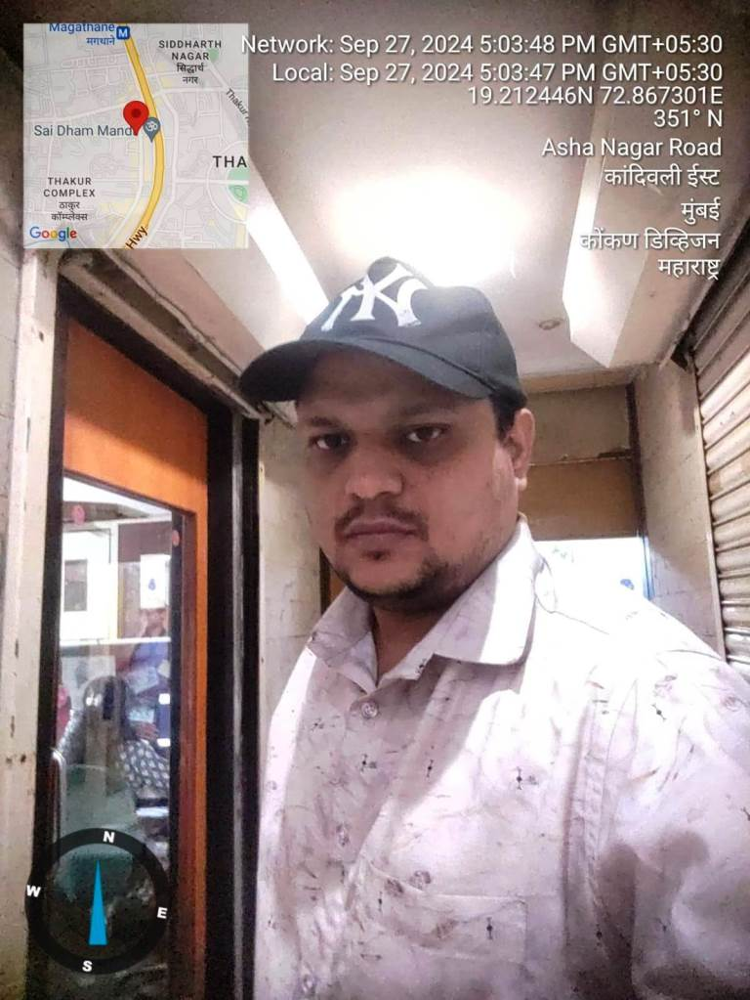 Magathane
मगथाने
M
SIDDHARTH
NAGAR
सिद्धार्थ
नगर
Sai Dham Mand
THA
THAKUR
COMPLEX
ठाकुर
कॉम्प्लेक्स
Hwy
Google
Network: Sep 27, 2024 5:03:48 PM GMT+05:30
Local: Sep 27, 2024 5:03:47 PM GMT+05:30
19.212446N 72.867301E
351° N
Asha Nagar Road
कांदिवली ईस्ट
मुंबई
कोंकण डिव्हिजन
महाराष्ट्र
NY
N
W
E
S